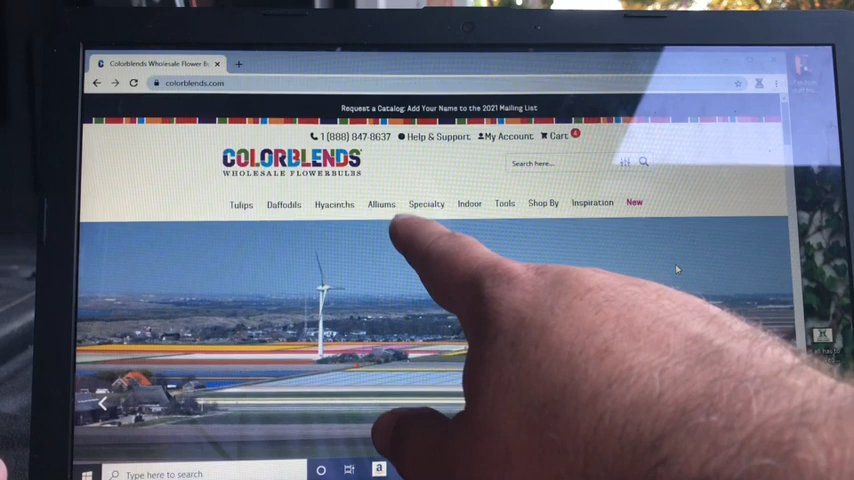 Colorblends Wholesale Flower Bu
colorblends.com
Request a Catalog: Add Your Name to the 2021 Mailing List
1 (888) 847-8637 Help & Support My Account Cart 4
COLORBLENDS
WHOLESALE FLOWERBULBS
Search here...
Tulips Daffodils Hyacinths Alliums Specialty Indoor Tools Shop By Inspiration New
Type here to search
a